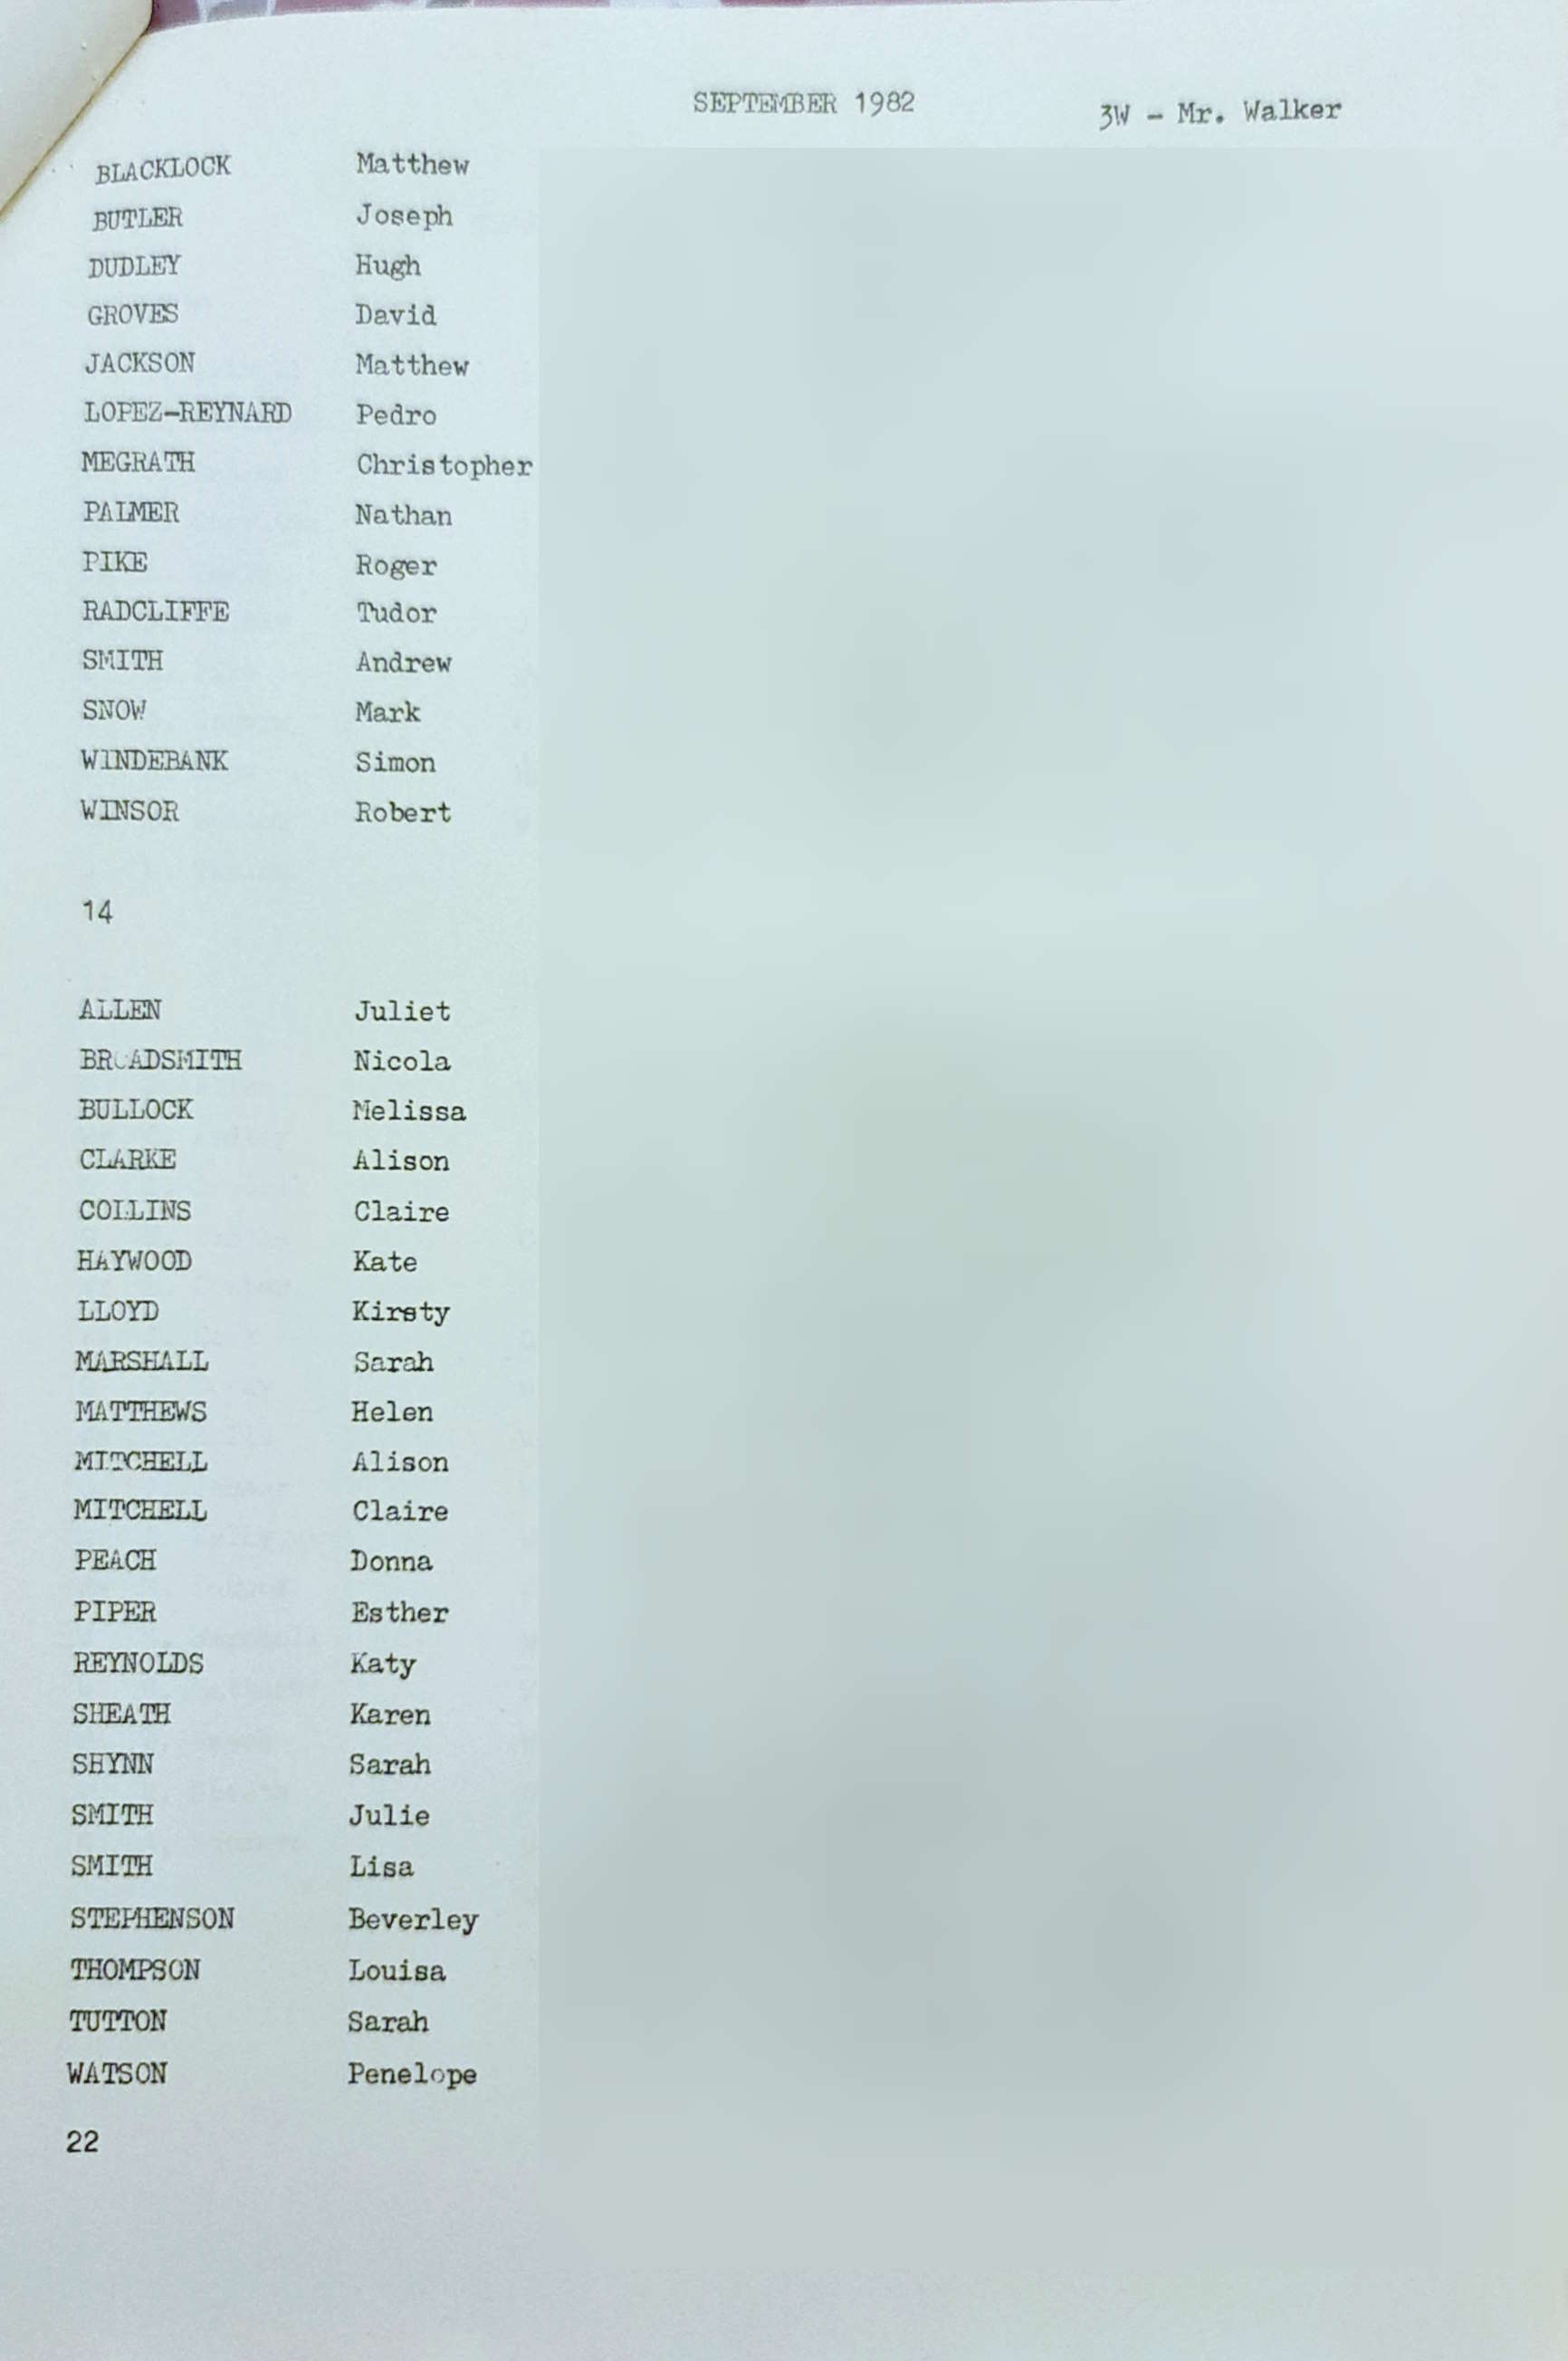 SEPTEMBER 1982 3W - Mr. Walker
BLACKLOCK Matthew
BUTLER Joseph
DUDLEY Hugh
GROVES David
JACKSON Matthew
LOPEZ-REYNARD Pedro
MEGRATH Christopher
PALMER Nathan
PIKE Roger
RADCLIFFE Tudor
SMITH Andrew
SNOW Mark
WINDEBANK Simon
WINSOR Robert
14
ALLEN Juliet
BROADSMITH Nicola
BULLOCK Melissa
CLARKE Alison
COLLINS Claire
HAYWOOD Kate
LLOYD Kirsty
MARSHALL Sarah
MATTHEWS Helen
MITCHELL Alison
MITCHELL Claire
PEACH Donna
PIPER Esther
REYNOLDS Katy
SHEATH Karen
SHYNN Sarah
SMITH Julie
SMITH Lisa
STEPHENSON Beverley
THOMPSON Louisa
TUTTON Sarah
WATSON Penelope
22